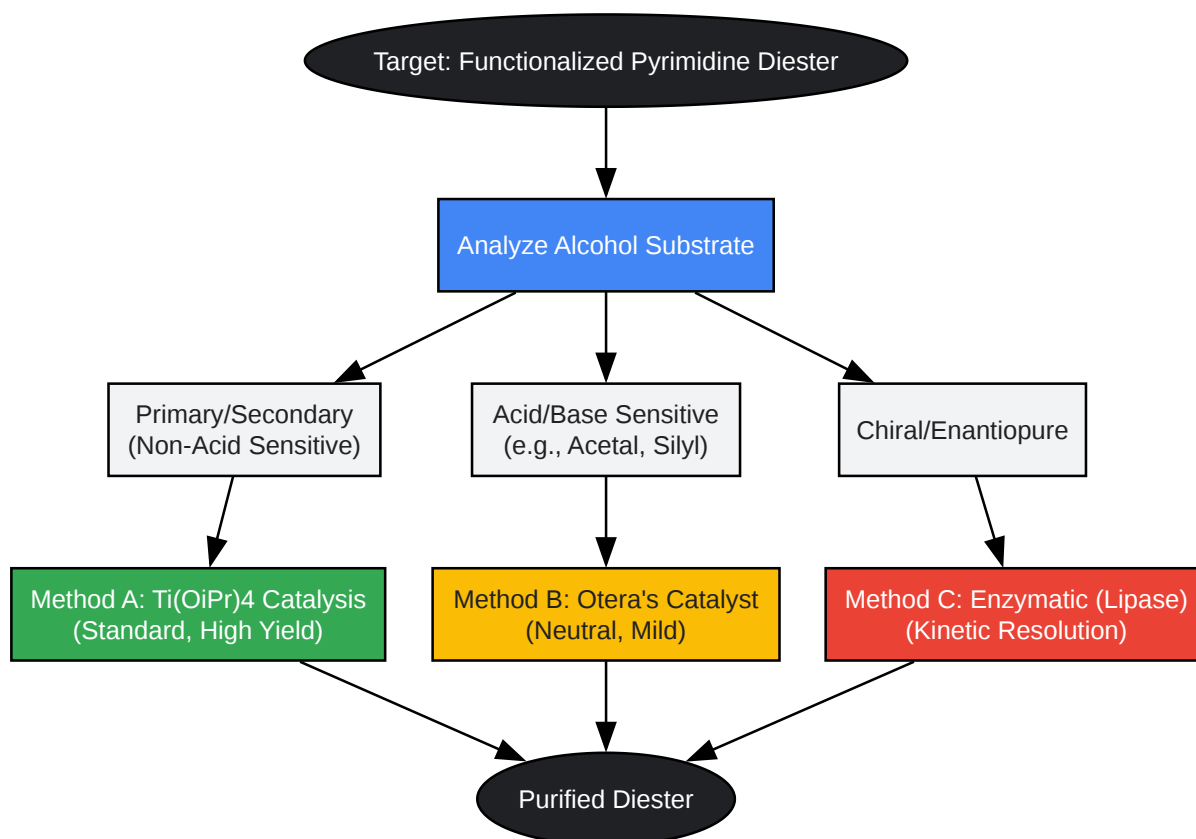 Target: Functionalized Pyrimidine Diester
Analyze Alcohol Substrate
Primary/Secondary
(Non-Acid Sensitive)
Acid/Base Sensitive
(e.g., Acetal, Silyl)
Chiral/Enantiopure
Method A: Ti(OiPr)4 Catalysis
(Standard, High Yield)
Method B: Otera's Catalyst
(Neutral, Mild)
Method C: Enzymatic (Lipase)
(Kinetic Resolution)
Purified Diester